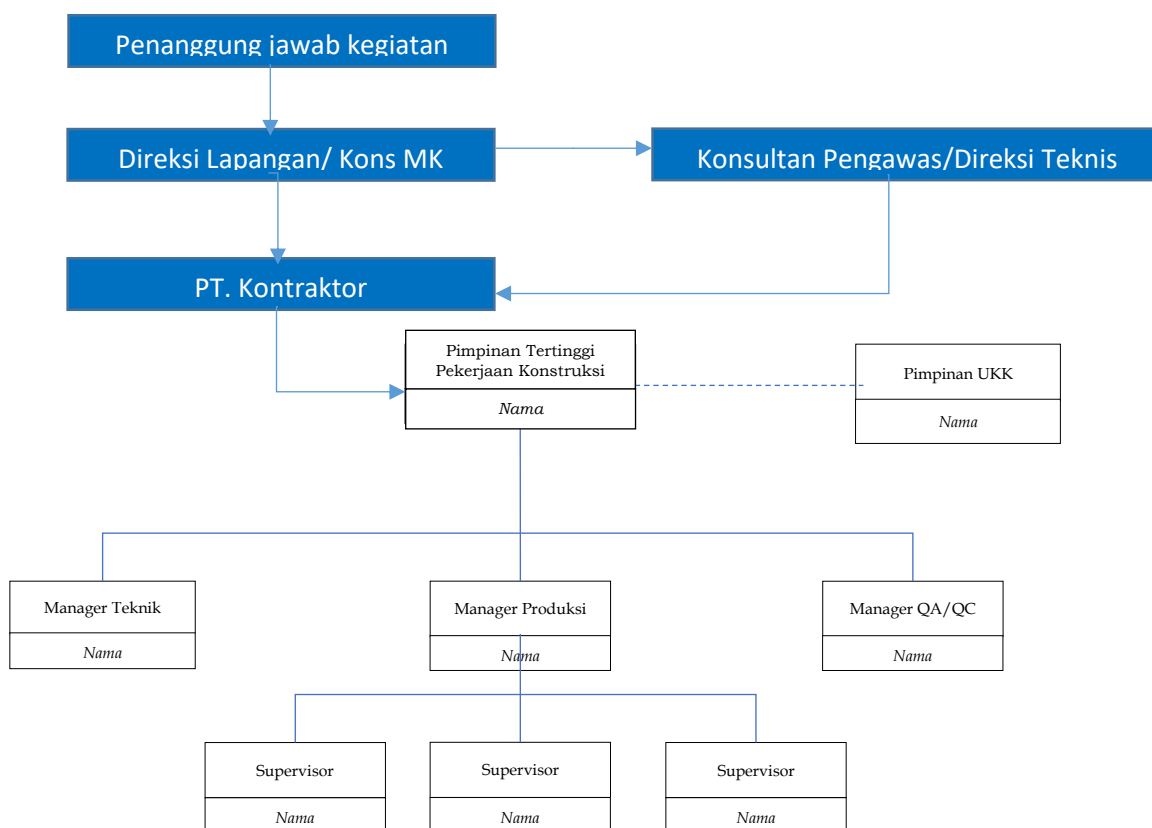 Penanggung jawab kegiatan
Direksi Lapangan/ Kons MK
Konsultan Pengawas/Direksi Teknis
PT. Kontraktor
Pimpinan Tertinggi
Pekerjaan Konstruksi
Nama
Pimpinan UKK
Nama
Manager Teknik
Nama
Manager Produksi
Nama
Manager QA/QC
Nama
Supervisor
Nama
Supervisor
Nama
Supervisor
Nama